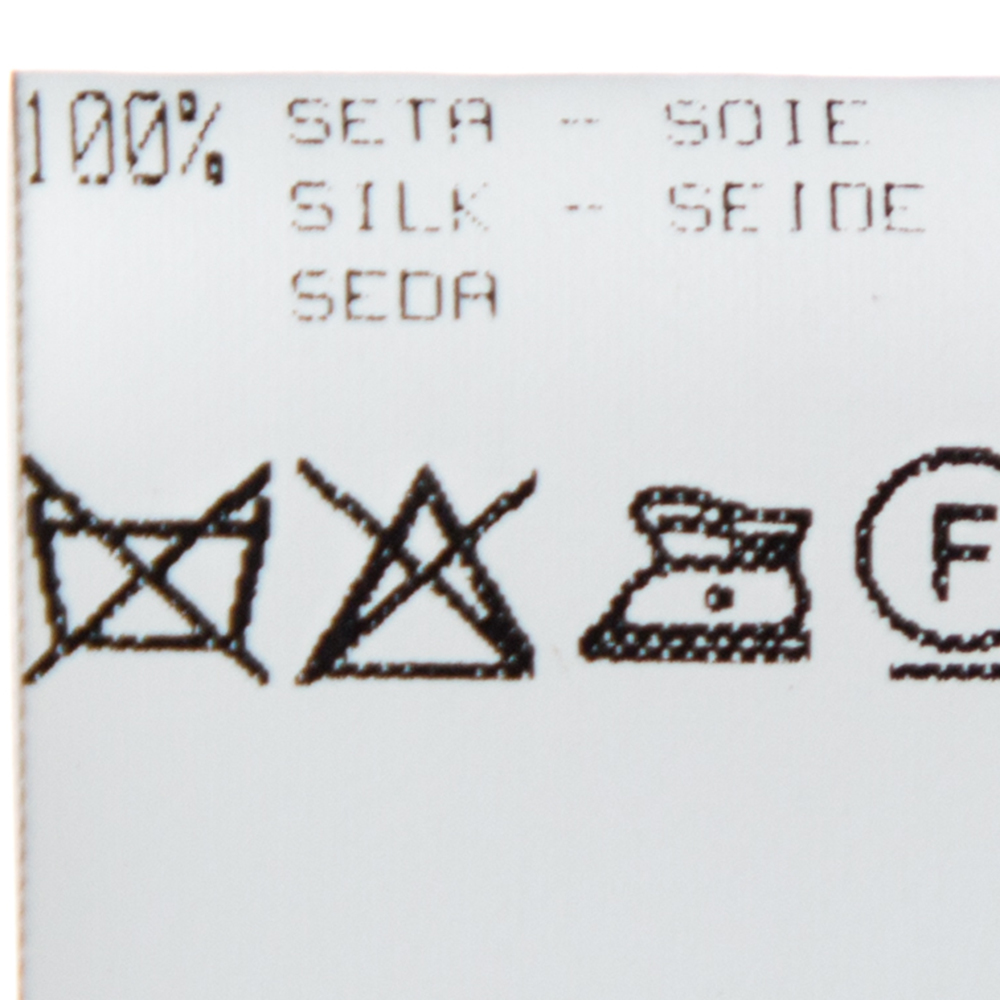 100% SETA - SOIE
SILK - SEIDE
SEDA
F